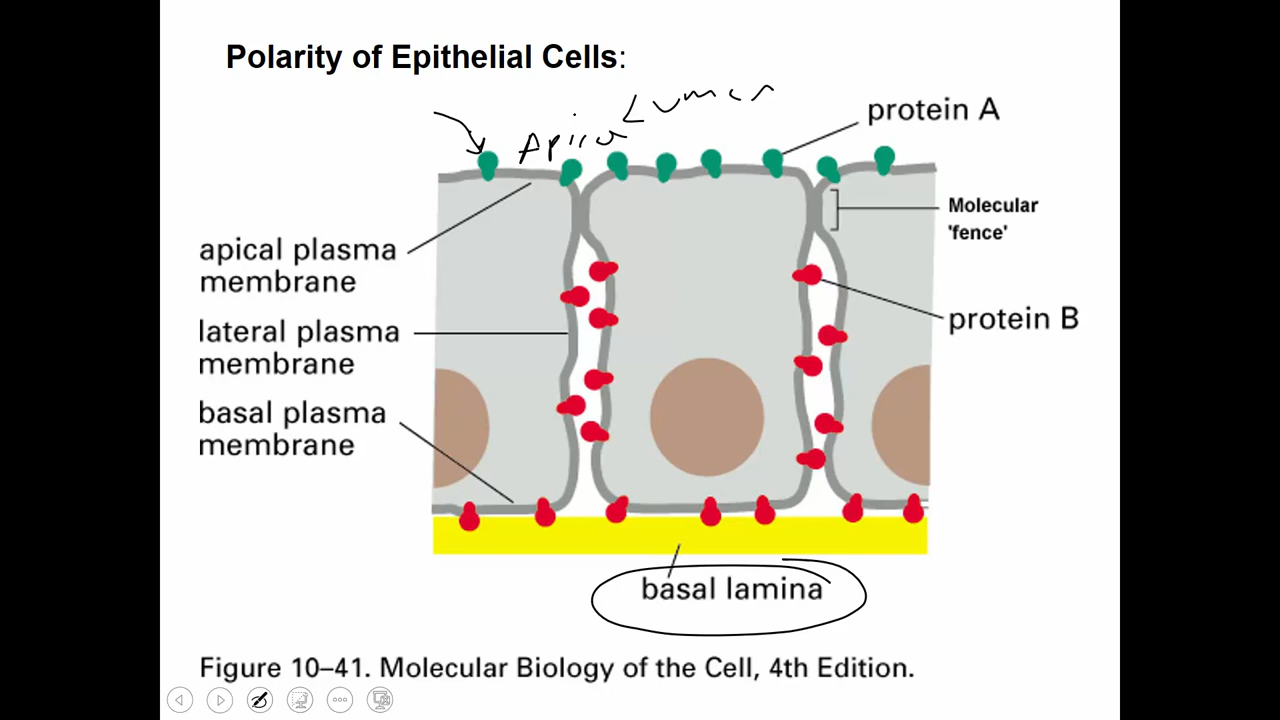 Polarity of Epithelial Cells:
Lumen
Apical
protein A
Molecular
'fence'
apical plasma
membrane
protein B
lateral plasma
membrane
basal plasma
membrane
basal lamina
Figure 10–41. Molecular Biology of the Cell, 4th Edition.